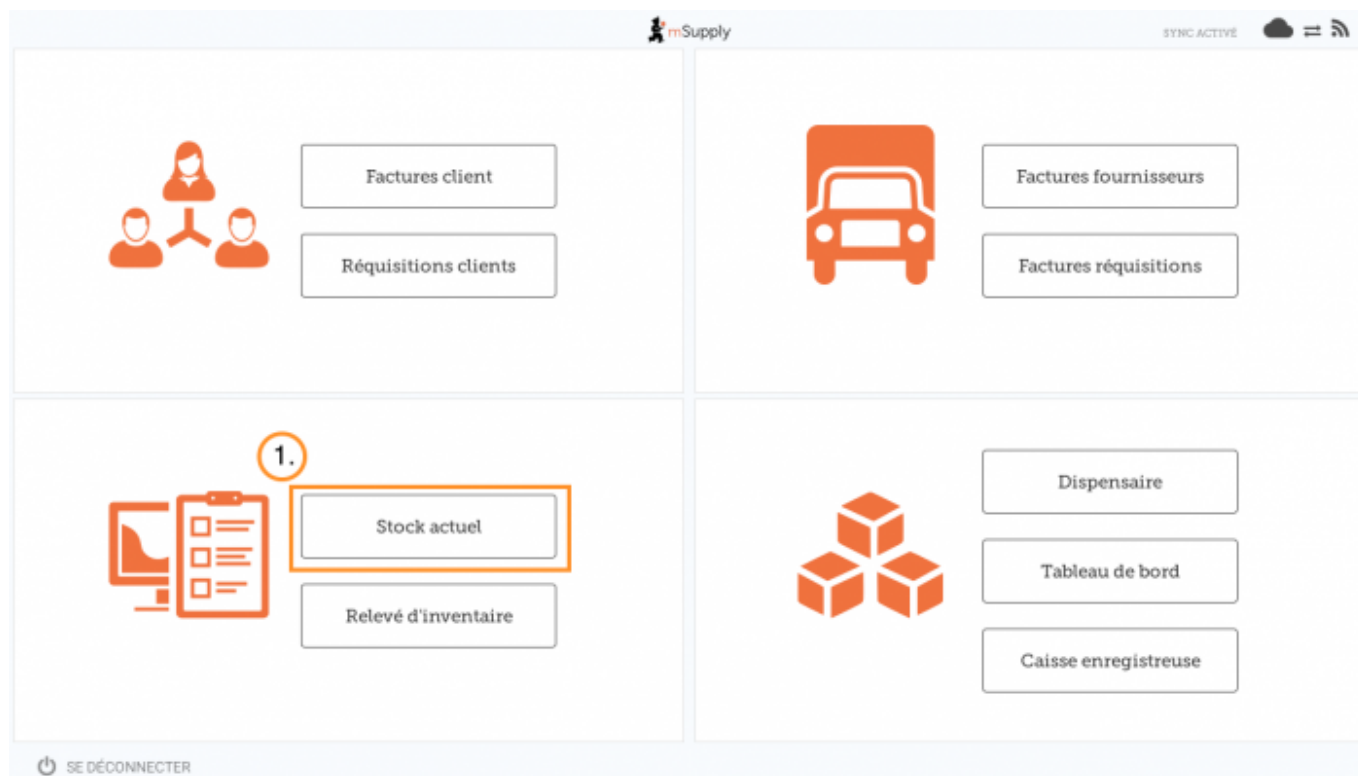 mSupply
SYNC ACTIVÉ
Factures client
Réquisitions clients
Factures fournisseurs
Factures réquisitions
1.
Stock actuel
Relevé d'inventaire
Dispensaire
Tableau de bord
Caisse enregistreuse
SE DÉCONNECTER